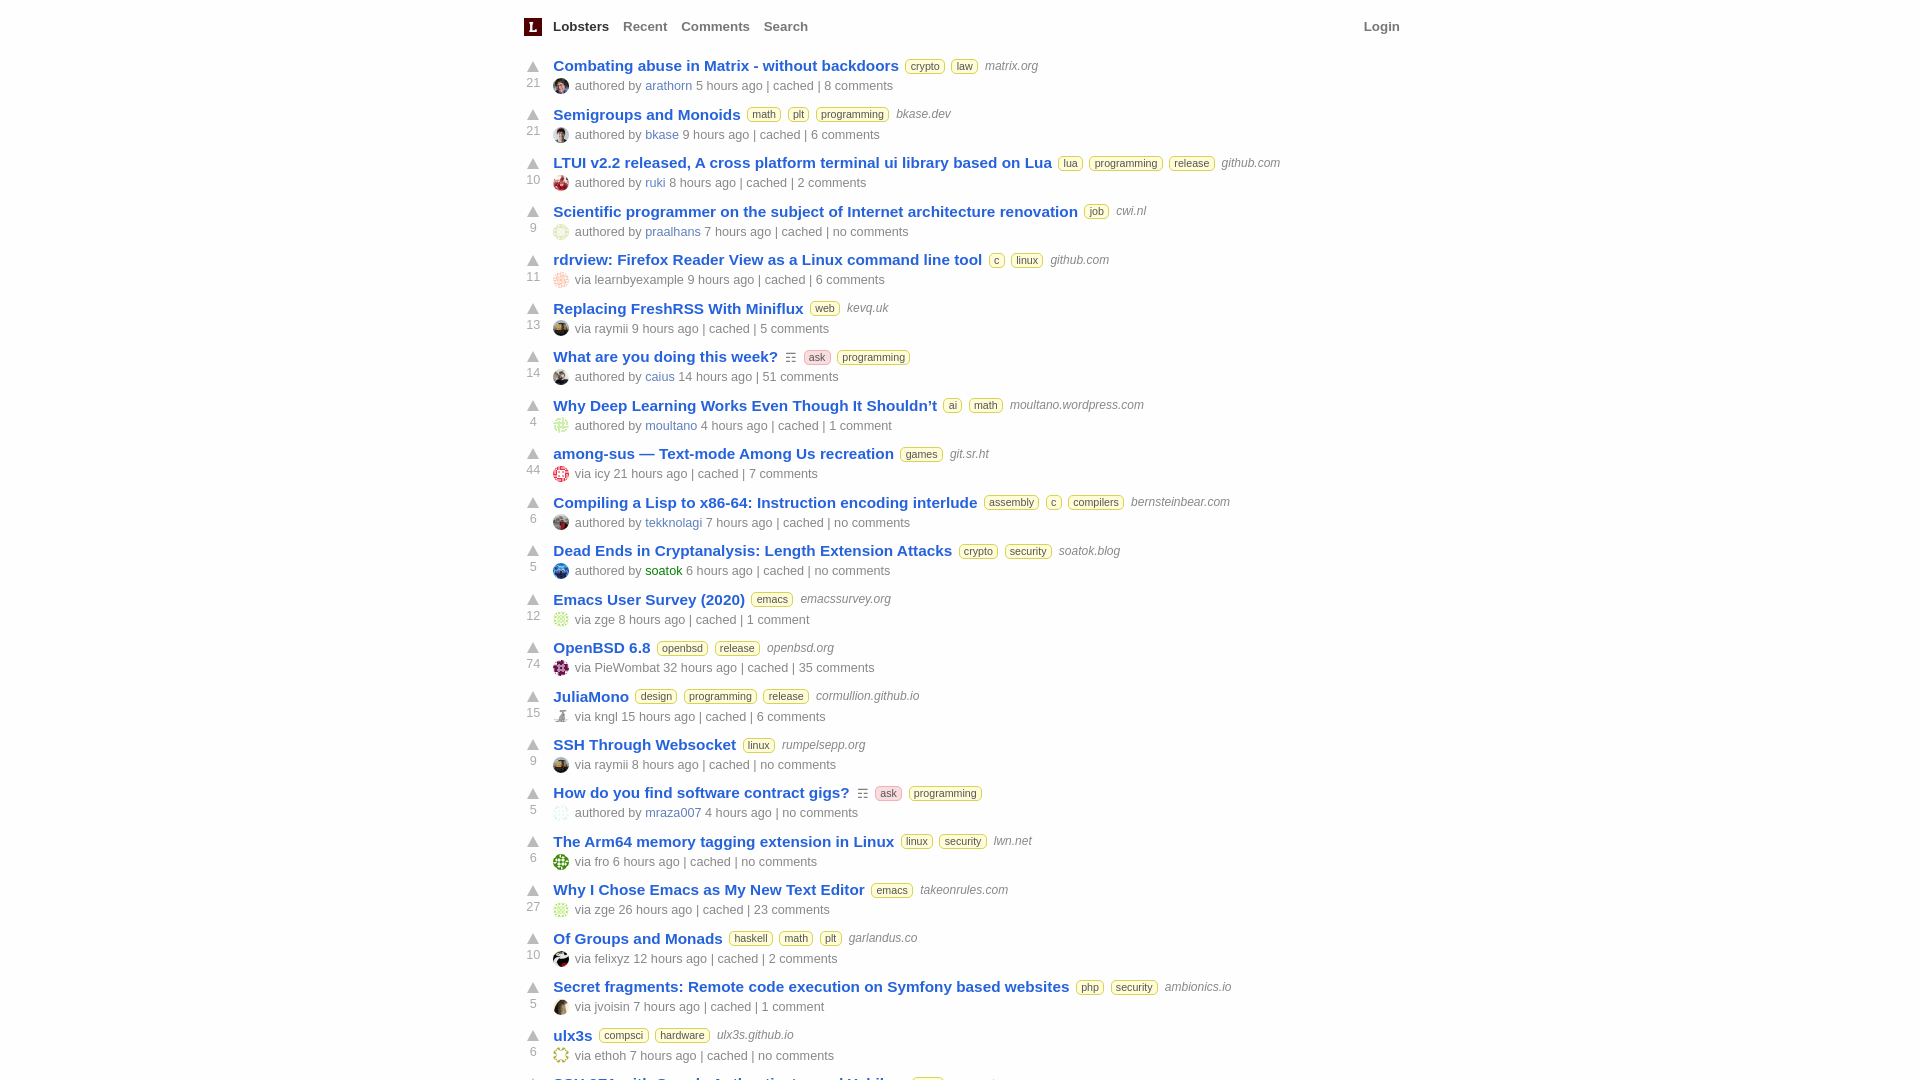 L Lobsters Recent Comments Search Login
Combating abuse in Matrix - without backdoors crypto law matrix.org
21 authored by arathorn 5 hours ago | cached | 8 comments
Semigroups and Monoids math plt programming bkase.dev
21 authored by bkase 9 hours ago | cached | 6 comments
LTUI v2.2 released, A cross platform terminal ui library based on Lua lua programming release github.com
10 authored by ruki 8 hours ago | cached | 2 comments
Scientific programmer on the subject of Internet architecture renovation job cwi.nl
9 authored by praalhans 7 hours ago | cached | no comments
rdrview: Firefox Reader View as a Linux command line tool c linux github.com
11 via learnbyexample 9 hours ago | cached | 6 comments
Replacing FreshRSS With Miniflux web kevq.uk
13 via raymii 9 hours ago | cached | 5 comments
What are you doing this week? ☶ ask programming
14 authored by caius 14 hours ago | 51 comments
Why Deep Learning Works Even Though It Shouldn’t ai math moultano.wordpress.com
4 authored by moultano 4 hours ago | cached | 1 comment
among-sus — Text-mode Among Us recreation games git.sr.ht
44 via icy 21 hours ago | cached | 7 comments
Compiling a Lisp to x86-64: Instruction encoding interlude assembly c compilers bernsteinbear.com
6 authored by tekknolagi 7 hours ago | cached | no comments
Dead Ends in Cryptanalysis: Length Extension Attacks crypto security soatok.blog
5 authored by soatok 6 hours ago | cached | no comments
Emacs User Survey (2020) emacs emacssurvey.org
12 via zge 8 hours ago | cached | 1 comment
OpenBSD 6.8 openbsd release openbsd.org
74 via PieWombat 32 hours ago | cached | 35 comments
JuliaMono design programming release cormullion.github.io
15 via kngl 15 hours ago | cached | 6 comments
SSH Through Websocket linux rumpelsepp.org
9 via raymii 8 hours ago | cached | no comments
How do you find software contract gigs? ☶ ask programming
5 authored by mraza007 4 hours ago | no comments
The Arm64 memory tagging extension in Linux linux security lwn.net
6 via fro 6 hours ago | cached | no comments
Why I Chose Emacs as My New Text Editor emacs takeonrules.com
27 via zge 26 hours ago | cached | 23 comments
Of Groups and Monads haskell math plt garlandus.co
10 via felixyz 12 hours ago | cached | 2 comments
Secret fragments: Remote code execution on Symfony based websites php security ambionics.io
5 via jvoisin 7 hours ago | cached | 1 comment
ulx3s compsci hardware ulx3s.github.io
6 via ethoh 7 hours ago | cached | no comments